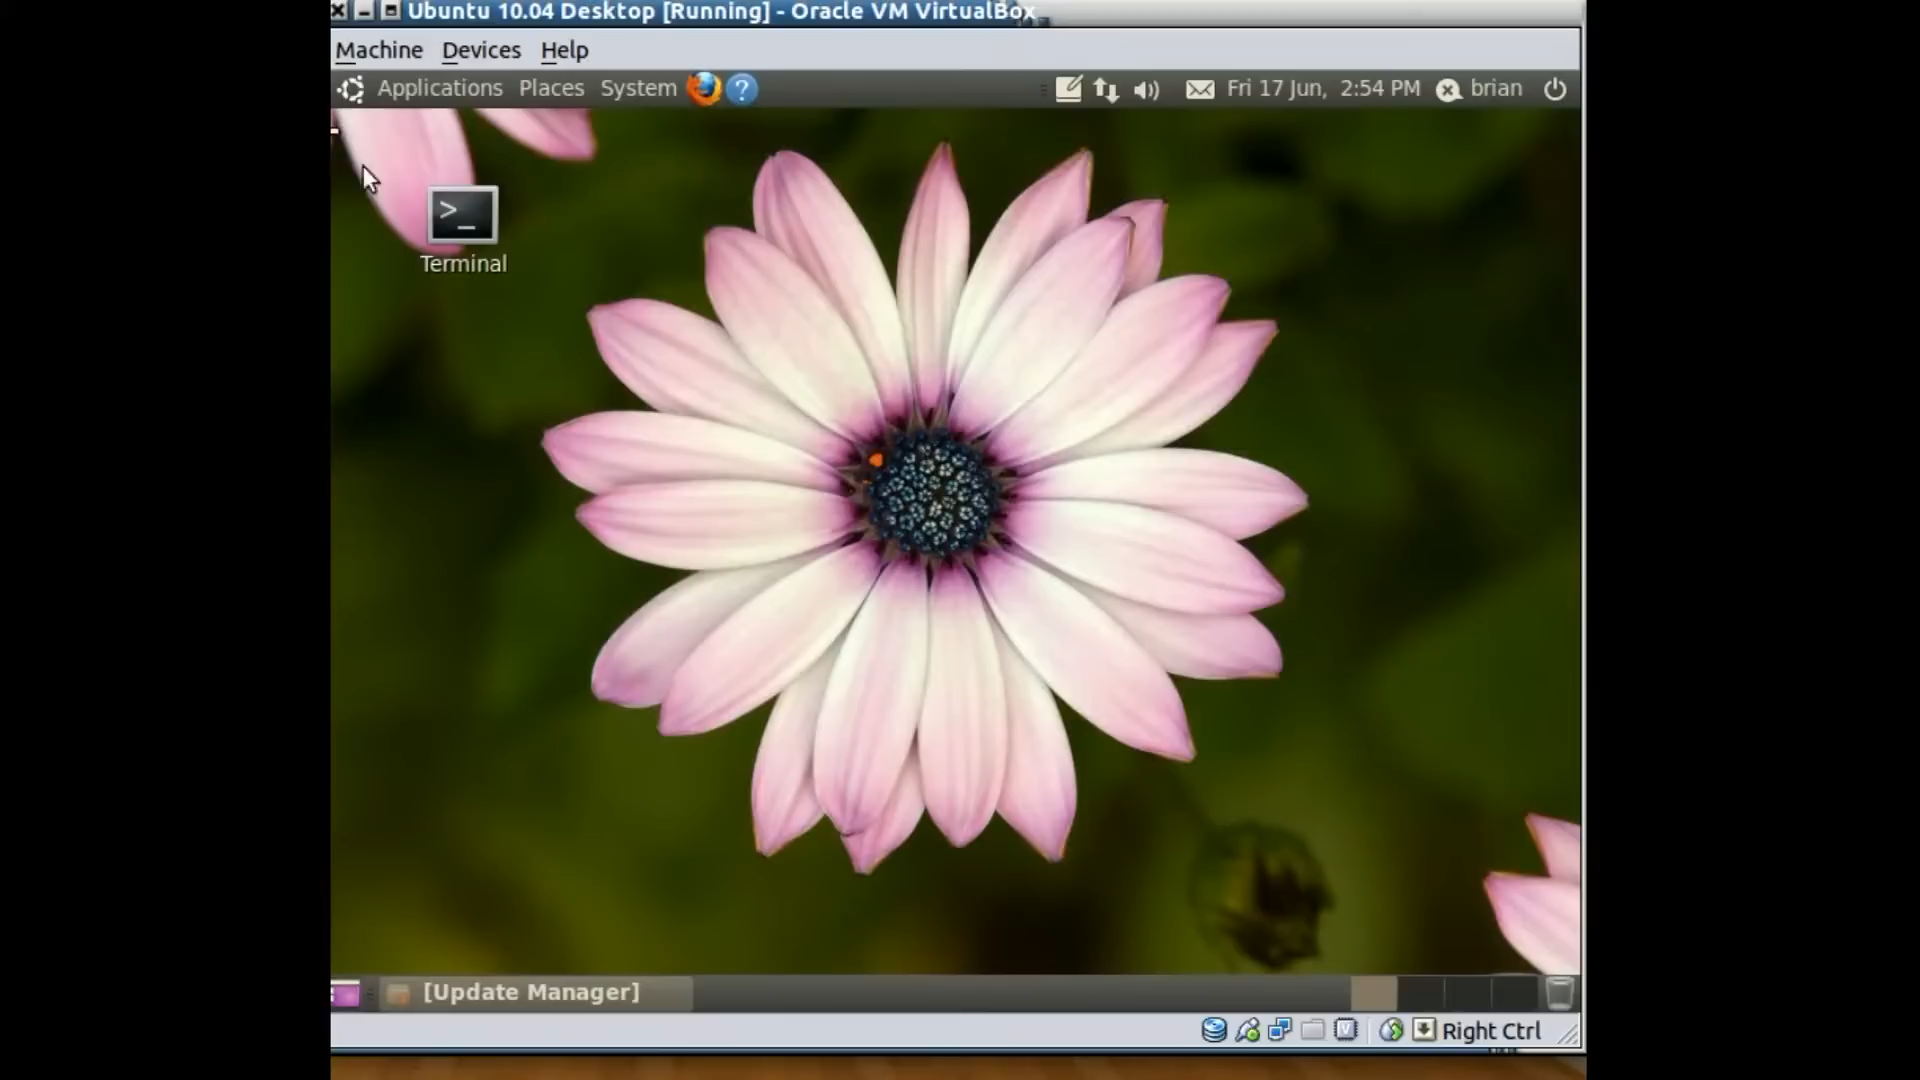 Ubuntu 10.04 Desktop [Running] - Oracle VM VirtualBox
Machine Devices Help
Applications Places System ? Fri 17 Jun, 2:54 PM brian
>_
Terminal
[Update Manager]
V Right Ctrl